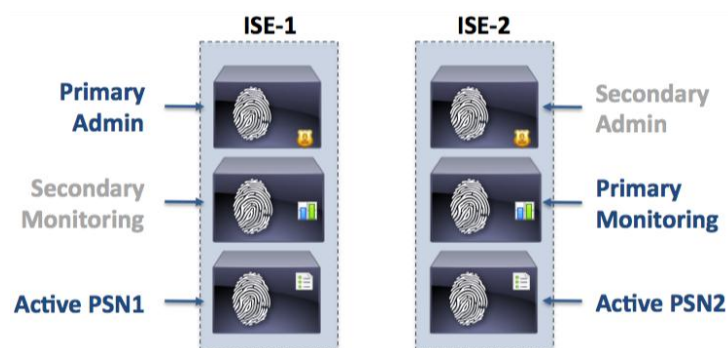 ISE-1
ISE-2
Primary
Admin
Secondary
Admin
Secondary
Monitoring
Primary
Monitoring
Active PSN1
Active PSN2